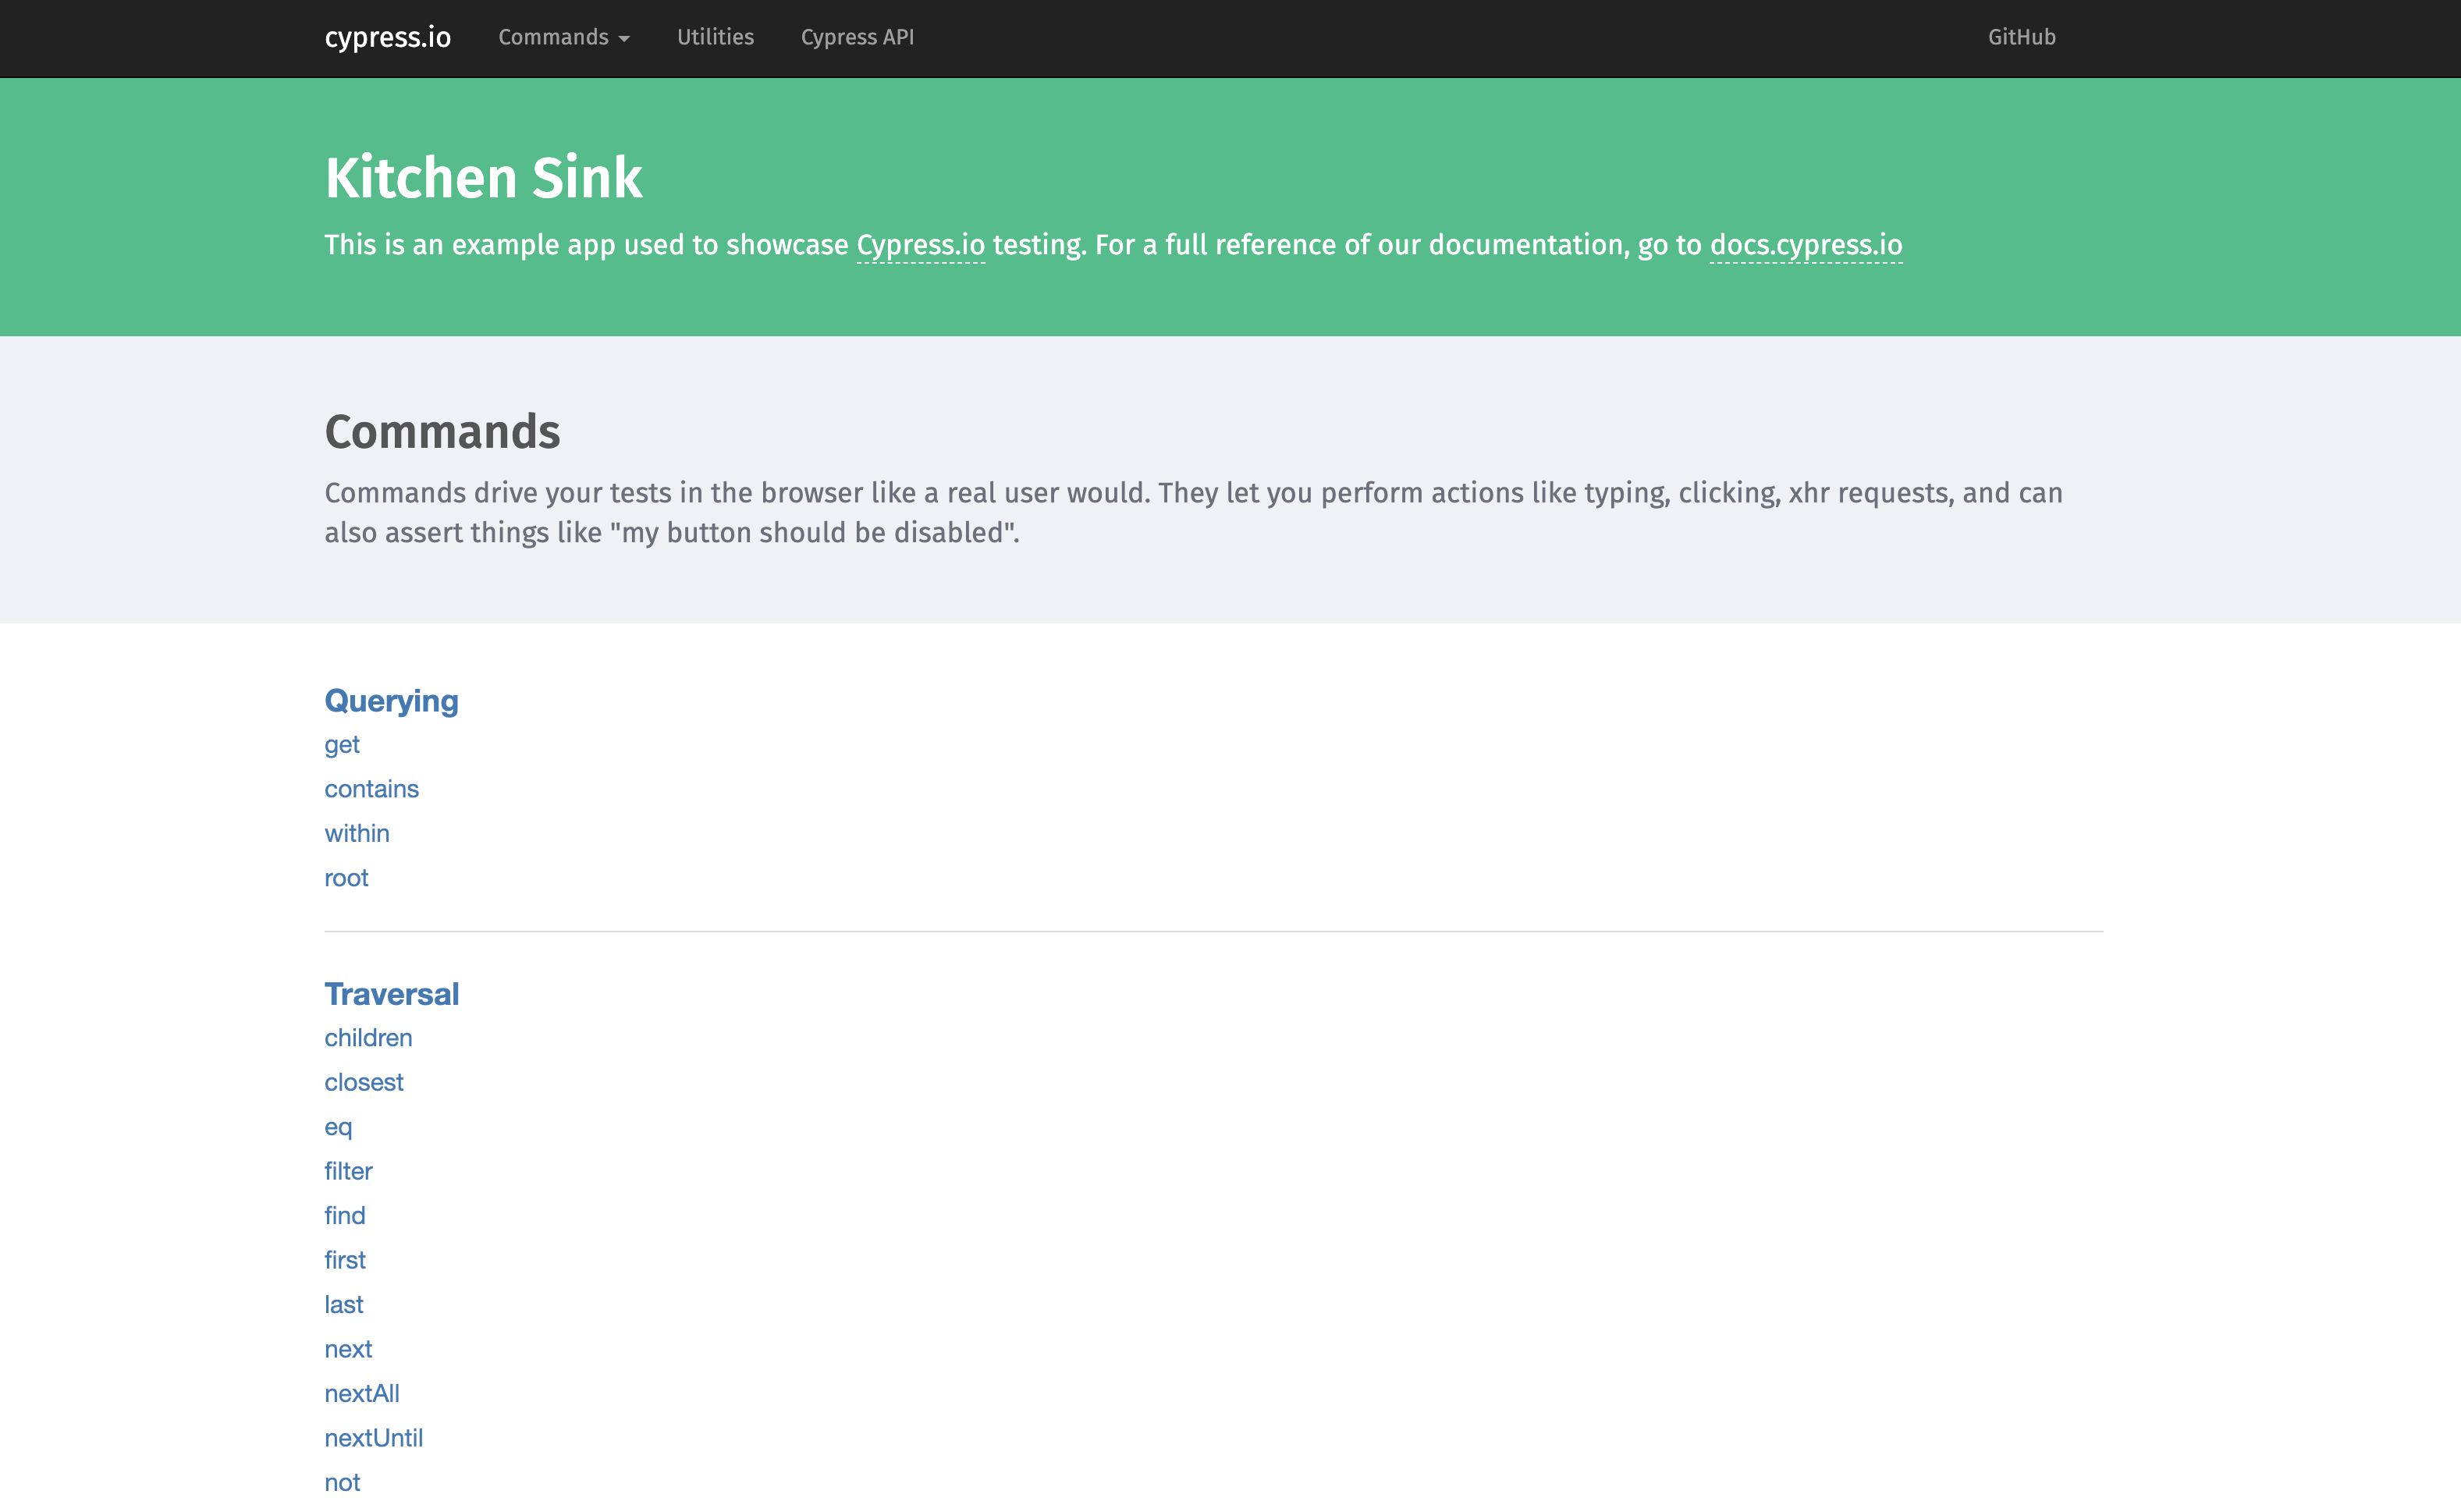 cypress.io Commands Utilities Cypress API GitHub
Kitchen Sink
This is an example app used to showcase Cypress.io testing. For a full reference of our documentation, go to docs.cypress.io
Commands
Commands drive your tests in the browser like a real user would. They let you perform actions like typing, clicking, xhr requests, and can
also assert things like "my button should be disabled".
Querying
get
contains
within
root
Traversal
children
closest
eq
filter
find
first
last
next
nextAll
nextUntil
not